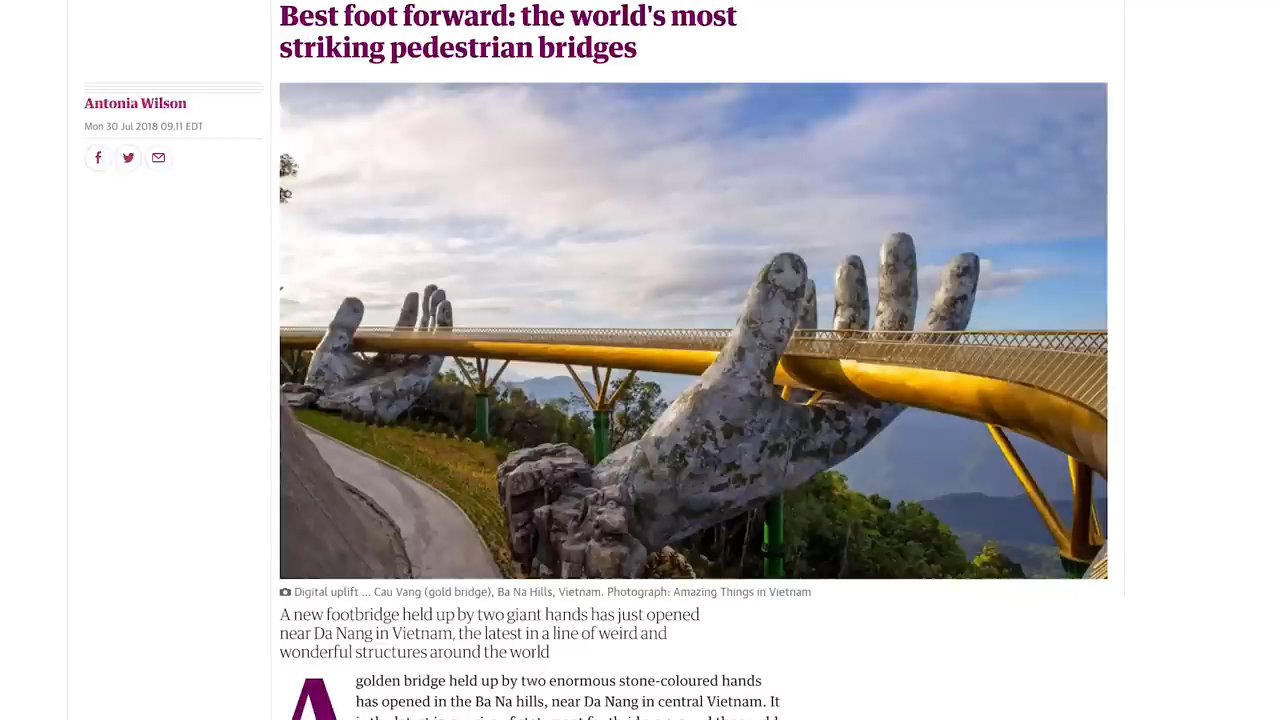 Best foot forward: the world's most
striking pedestrian bridges
Antonia Wilson
Mon 30 Jul 2018 09.11 EDT
Digital uplift ... Cau Vang (gold bridge), Ba Na Hills, Vietnam. Photograph: Amazing Things in Vietnam
A new footbridge held up by two giant hands has just opened
near Da Nang in Vietnam, the latest in a line of weird and
wonderful structures around the world
A golden bridge held up by two enormous stone-coloured hands
has opened in the Ba Na hills, near Da Nang in central Vietnam. It